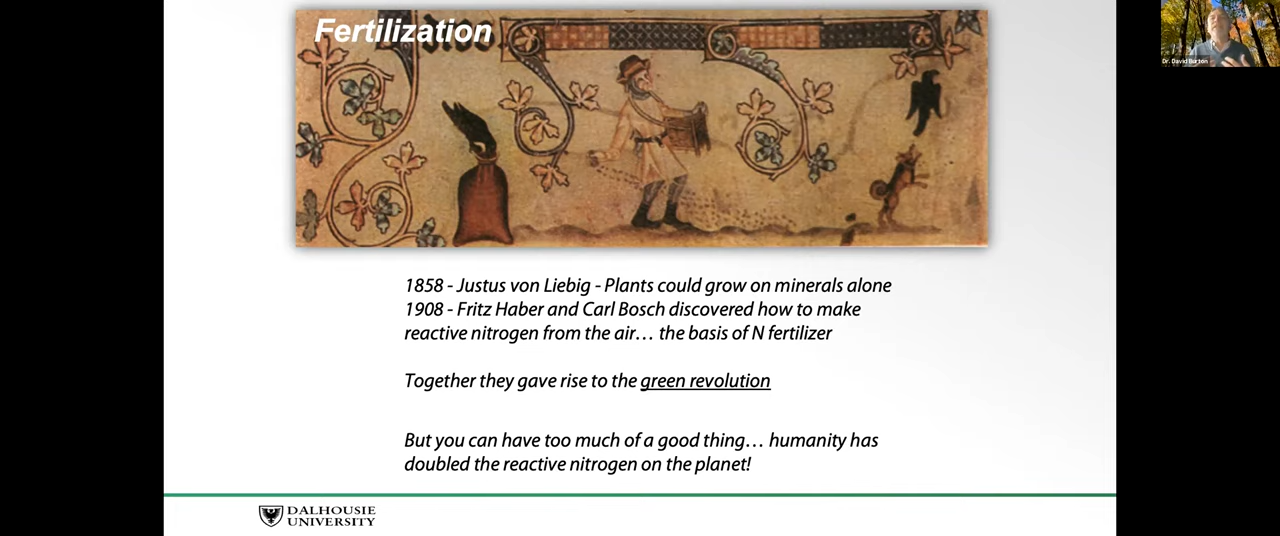 Fertilization
Dr. David Burton
1858 - Justus von Liebig - Plants could grow on minerals alone
1908 - Fritz Haber and Carl Bosch discovered how to make
reactive nitrogen from the air… the basis of N fertilizer
Together they gave rise to the green revolution
But you can have too much of a good thing… humanity has
doubled the reactive nitrogen on the planet!
DALHOUSIE
UNIVERSITY